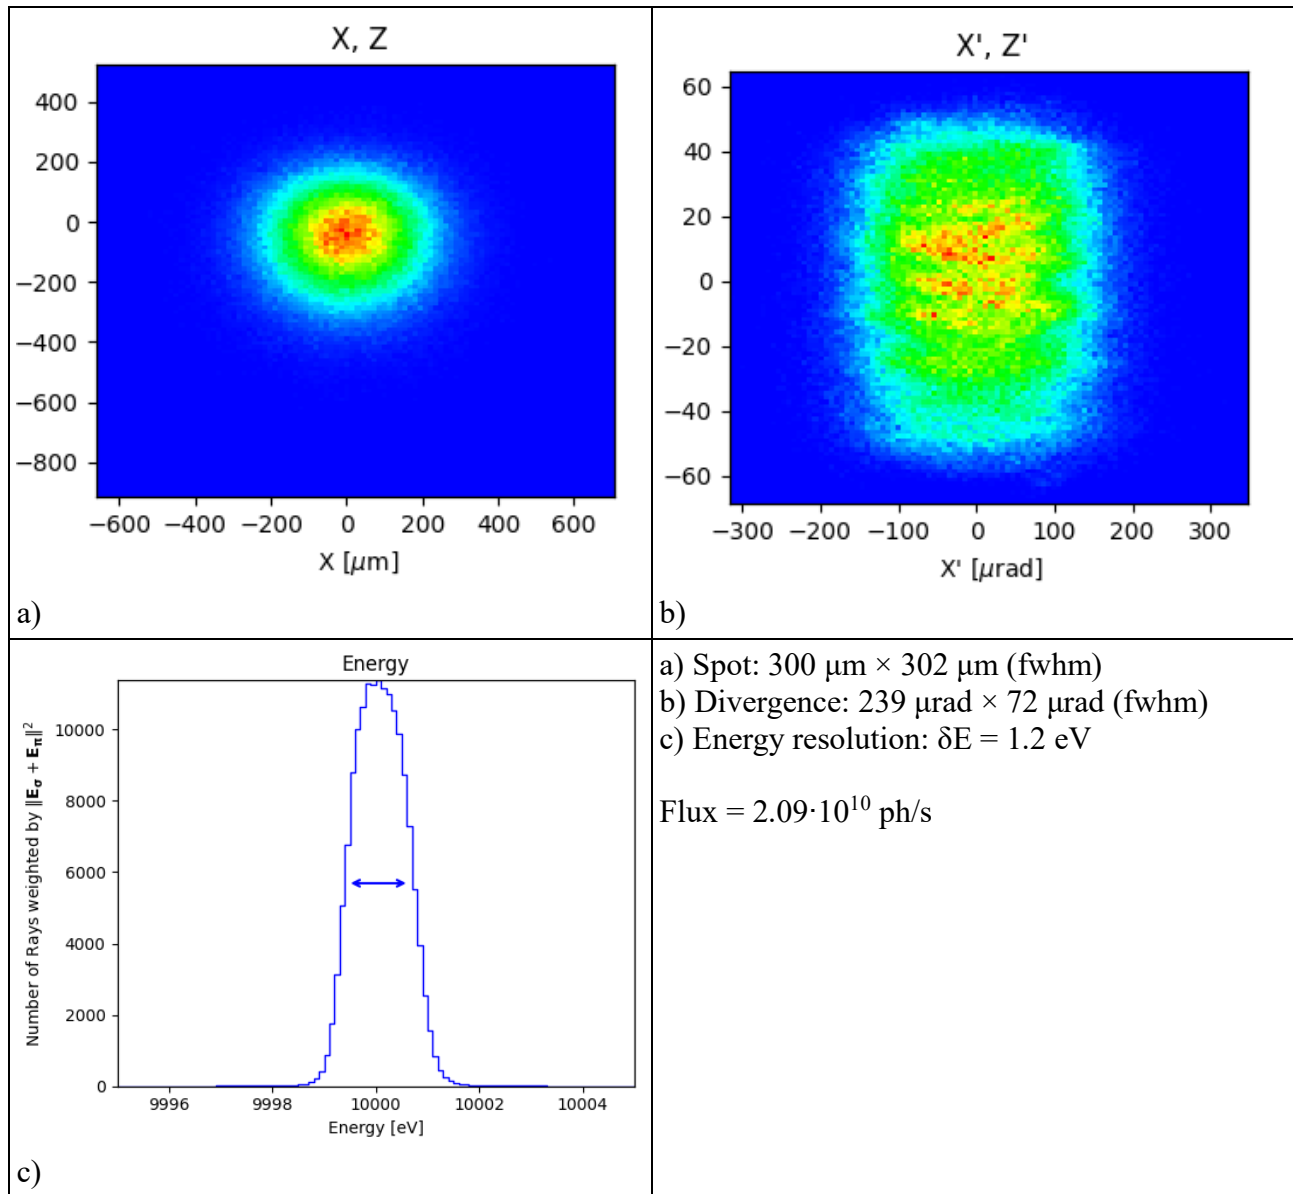 X, Z
400
200
0
−200
−400
−600
−800
−600 −400 −200 0 200 400 600
X [μm]
a)
X', Z'
60
40
20
0
−20
−40
−60
−300 −200 −100 0 100 200 300
X' [μrad]
b)
Energy
Number of Rays weighted by ‖𝐄σ + 𝐄π‖²
10000
8000
6000
4000
2000
0
9996 9998 10000 10002 10004
Energy [eV]
c)
a) Spot: 300 μm × 302 μm (fwhm)
b) Divergence: 239 μrad × 72 μrad (fwhm)
c) Energy resolution: δE = 1.2 eV
Flux = 2.09·10¹⁰ ph/s